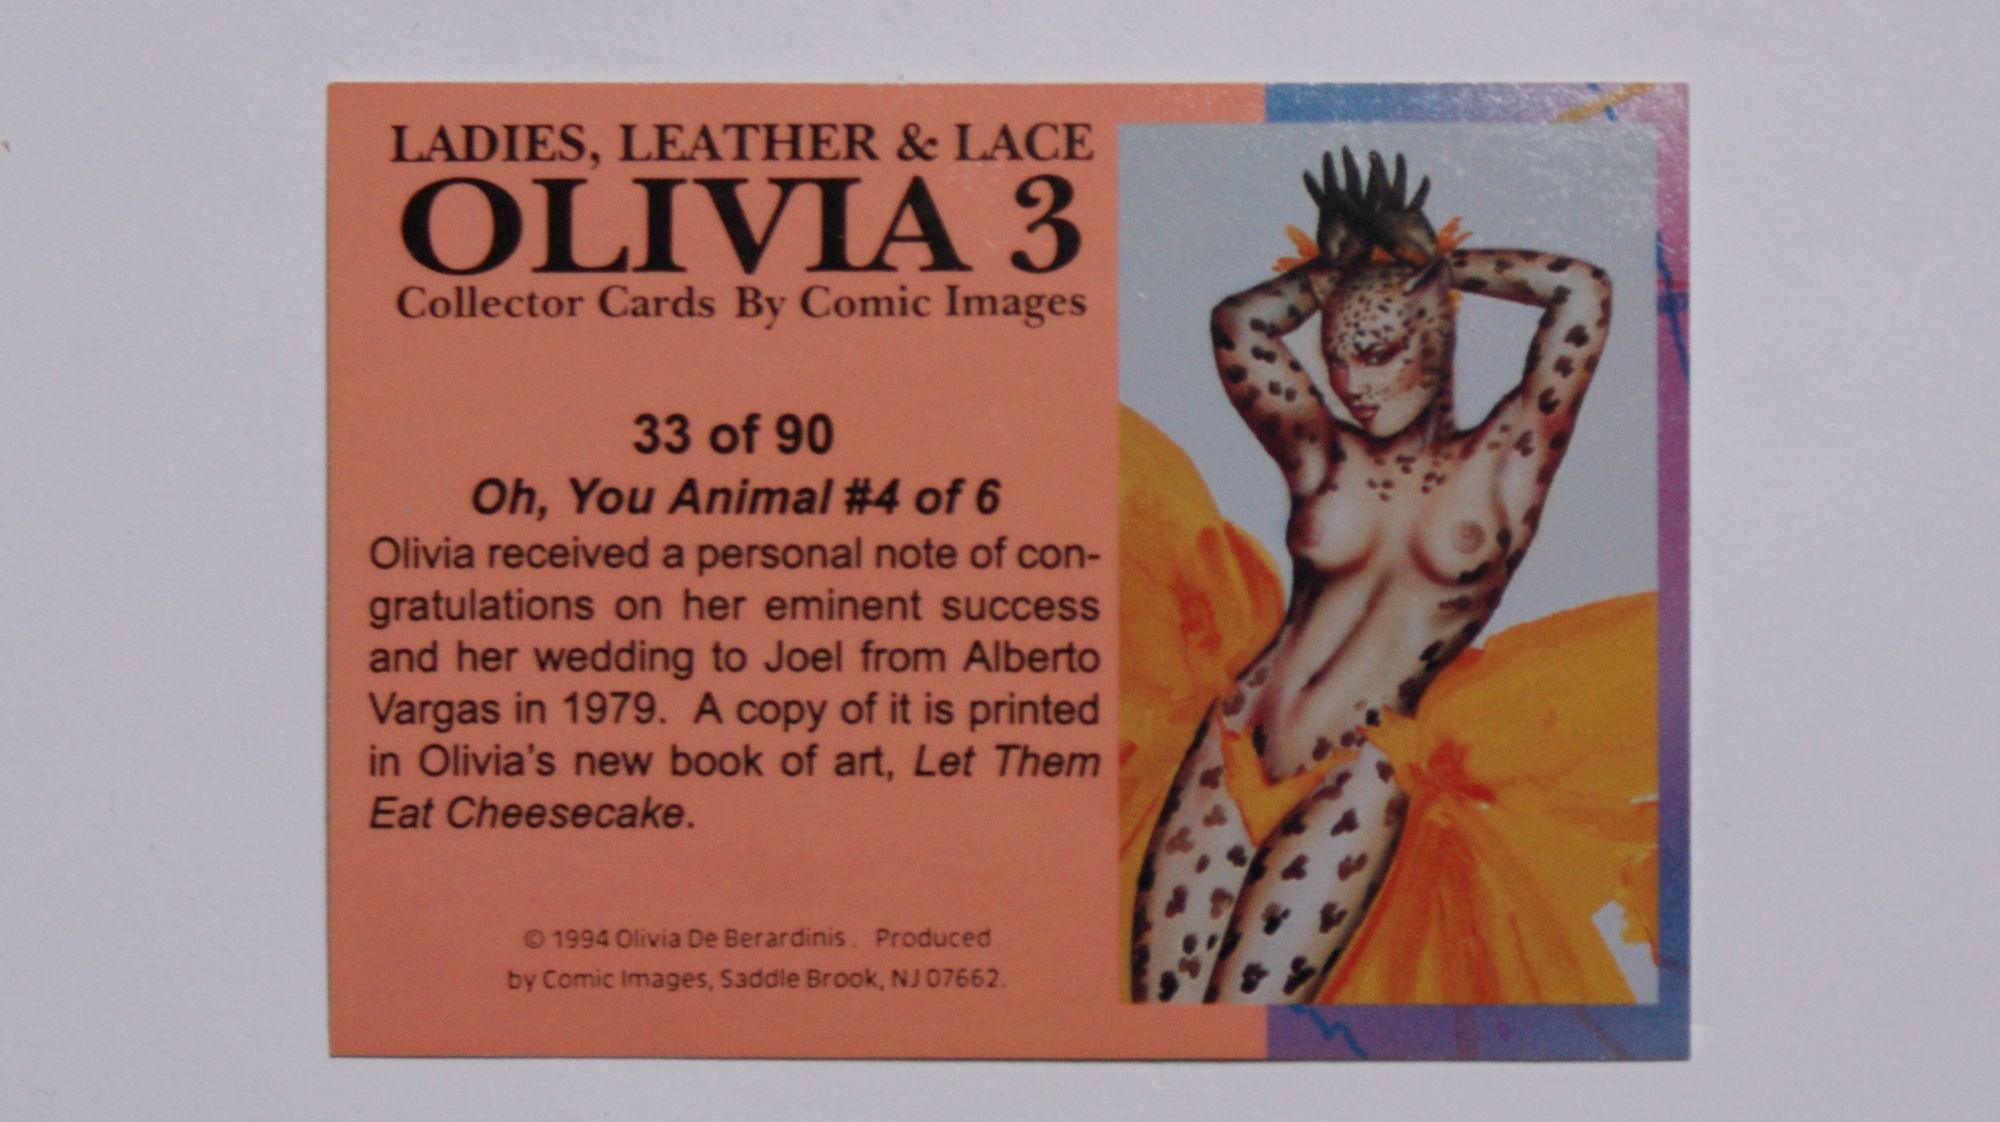 LADIES, LEATHER & LACE
OLIVIA 3
Collector Cards By Comic Images
33 of 90
Oh, You Animal #4 of 6
Olivia received a personal note of con-
gratulations on her eminent success
and her wedding to Joel from Alberto
Vargas in 1979. A copy of it is printed
in Olivia's new book of art, Let Them
Eat Cheesecake.
© 1994 Olivia De Berardinis. Produced
by Comic Images, Saddle Brook, NJ 07662.